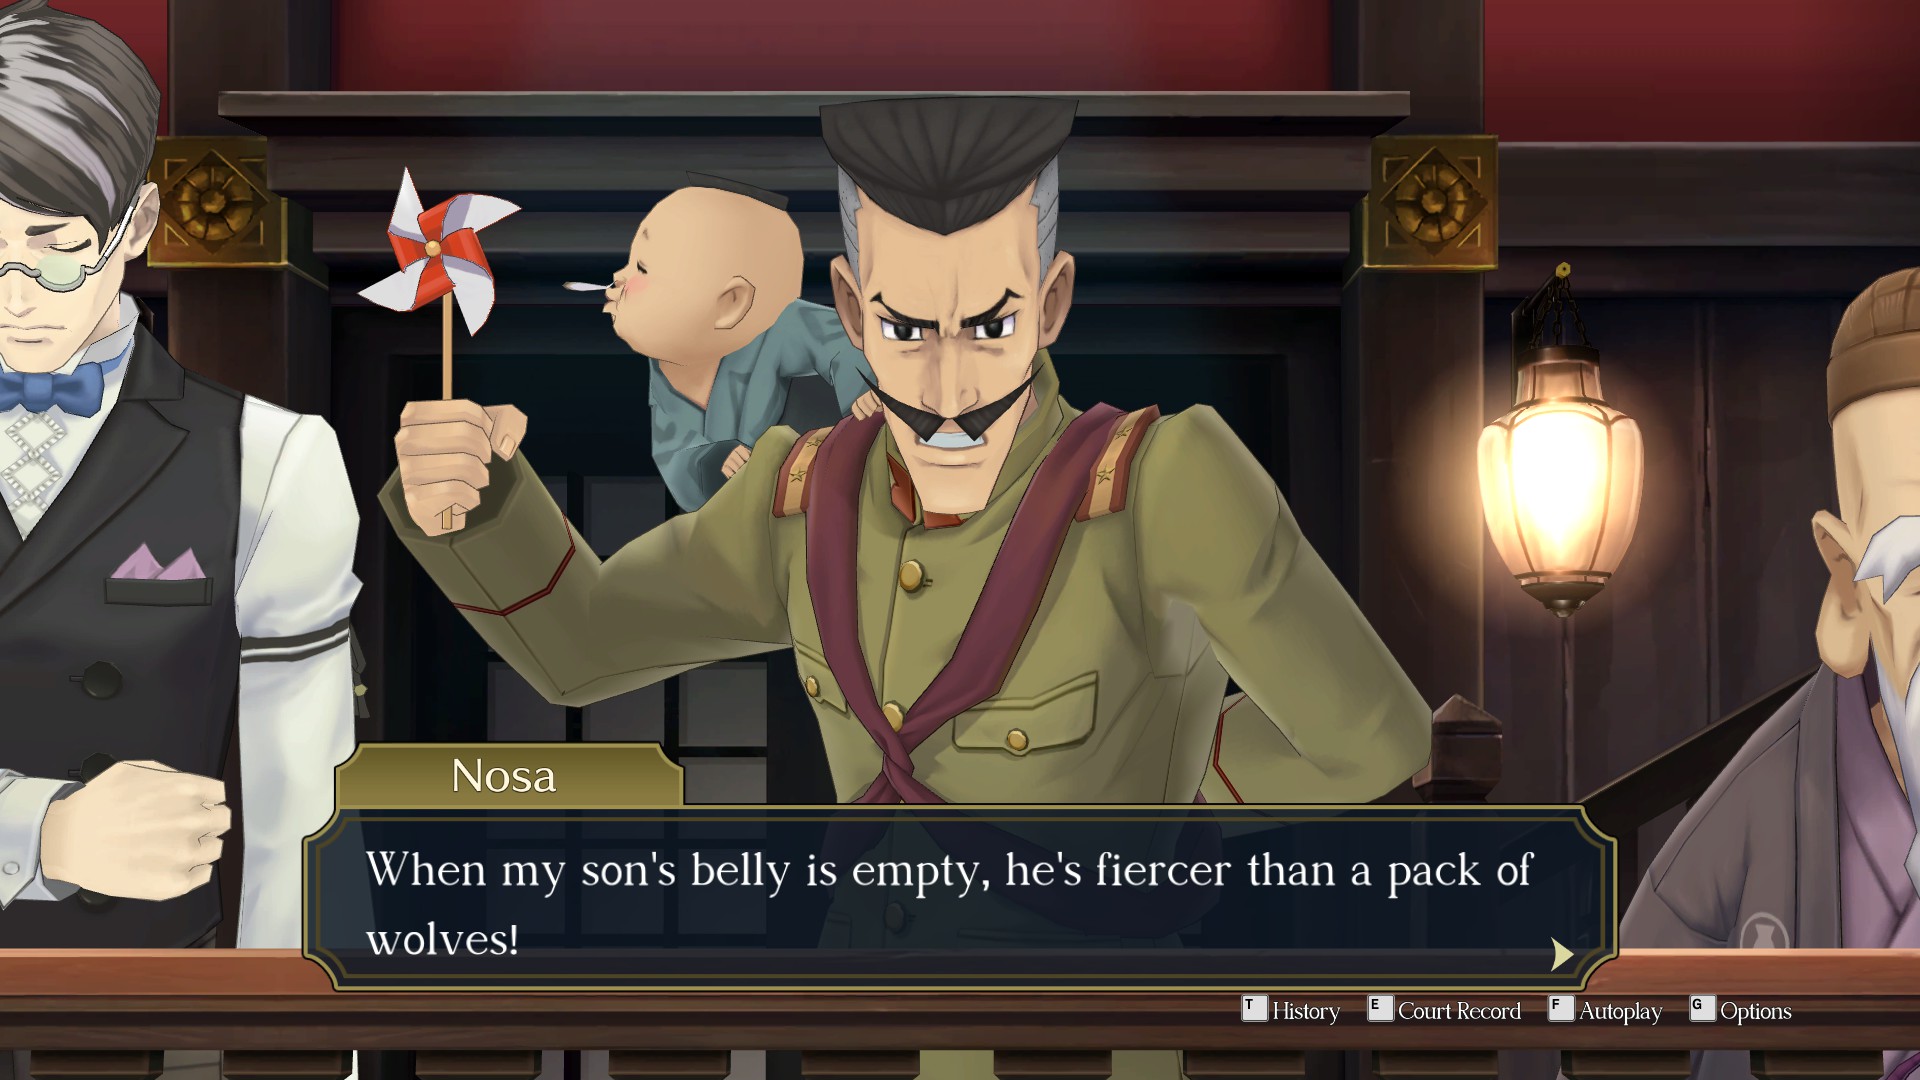 Nosa
When my son's belly is empty, he's fiercer than a pack of
wolves!
T History E Court Record F Autoplay G Options